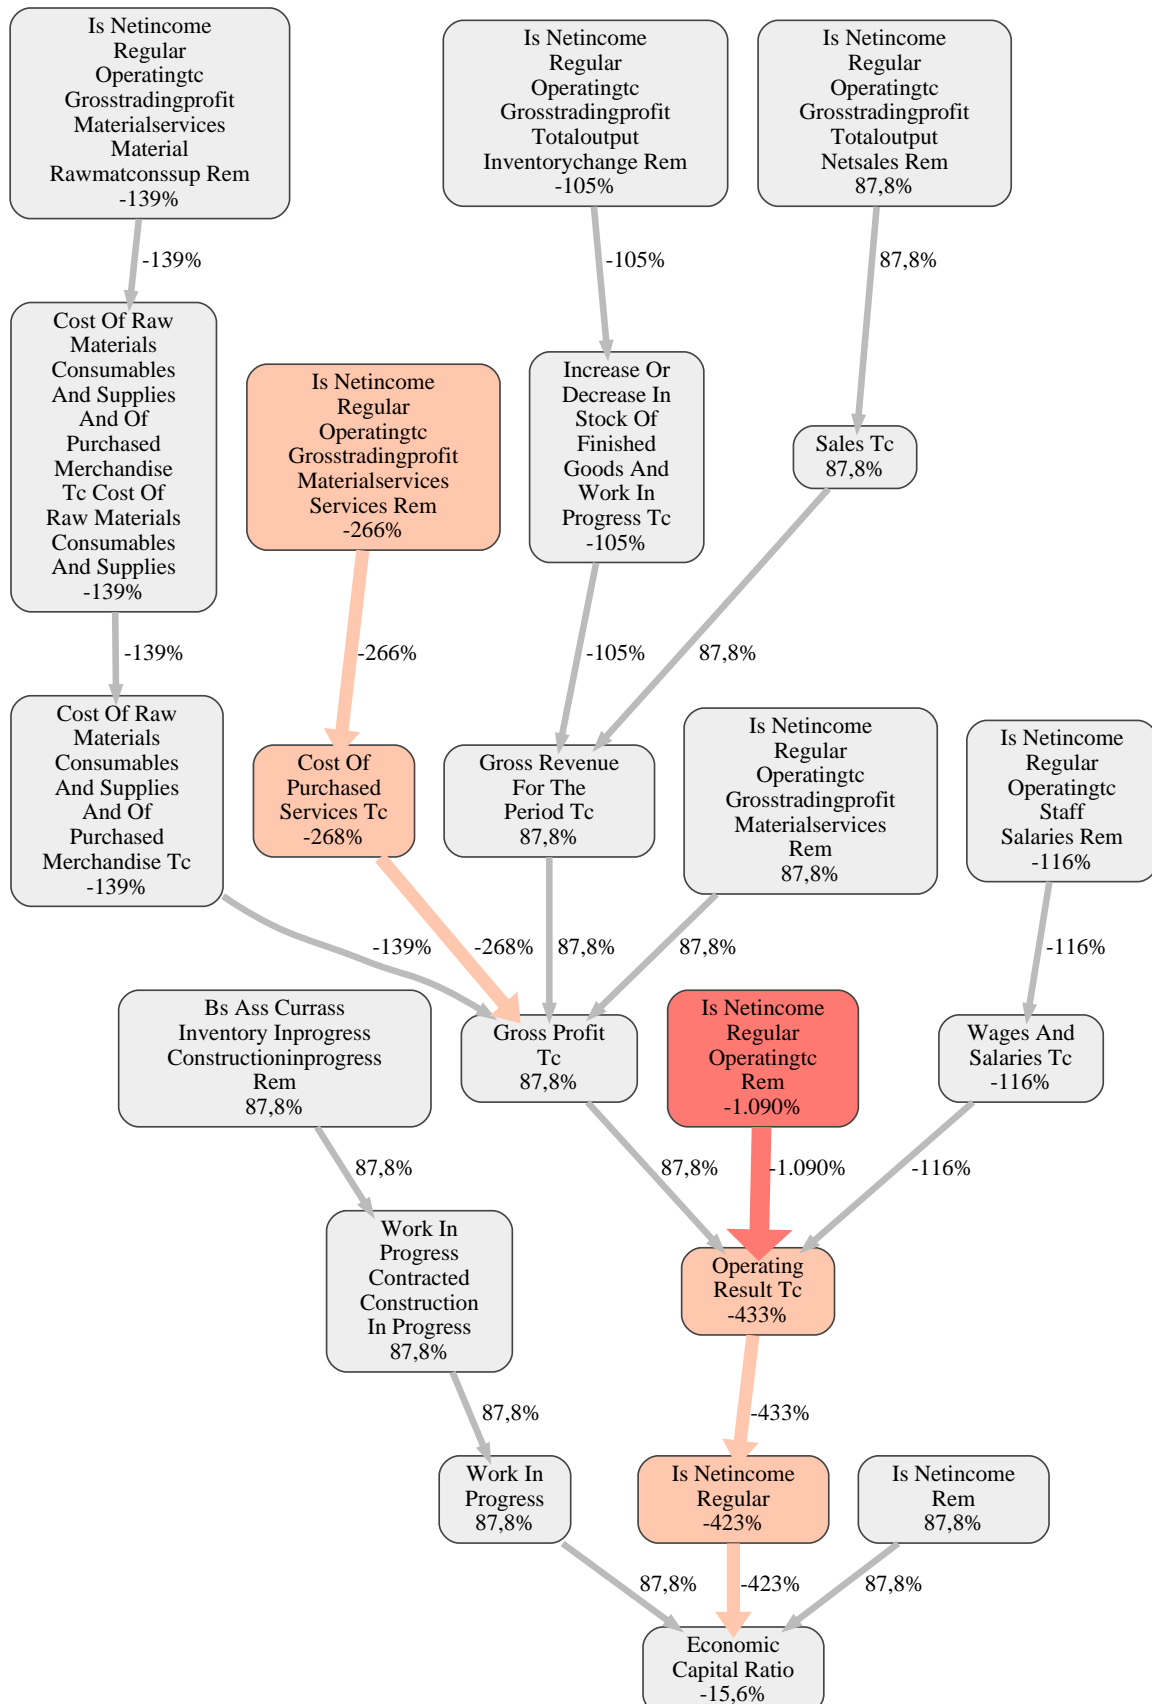 Is Netincome
Regular
Operatingtc
Grosstradingprofit
Materialservices
Material
Rawmatconssup Rem
-139%
Is Netincome
Regular
Operatingtc
Grosstradingprofit
Totaloutput
Inventorychange Rem
-105%
Is Netincome
Regular
Operatingtc
Grosstradingprofit
Totaloutput
Netsales Rem
87,8%
-139%
-105%
87,8%
Cost Of Raw
Materials
Consumables
And Supplies
And Of
Purchased
Merchandise
Tc Cost Of
Raw Materials
Consumables
And Supplies
-139%
Is Netincome
Regular
Operatingtc
Grosstradingprofit
Materialservices
Services Rem
-266%
Increase Or
Decrease In
Stock Of
Finished
Goods And
Work In
Progress Tc
-105%
Sales Tc
87,8%
-139%
-266%
-105%
87,8%
Cost Of Raw
Materials
Consumables
And Supplies
And Of
Purchased
Merchandise Tc
-139%
Cost Of
Purchased
Services Tc
-268%
Gross Revenue
For The
Period Tc
87,8%
Is Netincome
Regular
Operatingtc
Grosstradingprofit
Materialservices
Rem
87,8%
Is Netincome
Regular
Operatingtc
Staff
Salaries Rem
-116%
-139%
-268%
87,8%
87,8%
-116%
Bs Ass Currass
Inventory Inprogress
Constructioninprogress
Rem
87,8%
Gross Profit
Tc
87,8%
Is Netincome
Regular
Operatingtc
Rem
-1.090%
Wages And
Salaries Tc
-116%
87,8%
87,8%
-1.090%
-116%
Work In
Progress
Contracted
Construction
In Progress
87,8%
Operating
Result Tc
-433%
87,8%
-433%
Work In
Progress
87,8%
Is Netincome
Regular
-423%
Is Netincome
Rem
87,8%
87,8%
-423%
87,8%
Economic
Capital Ratio
-15,6%